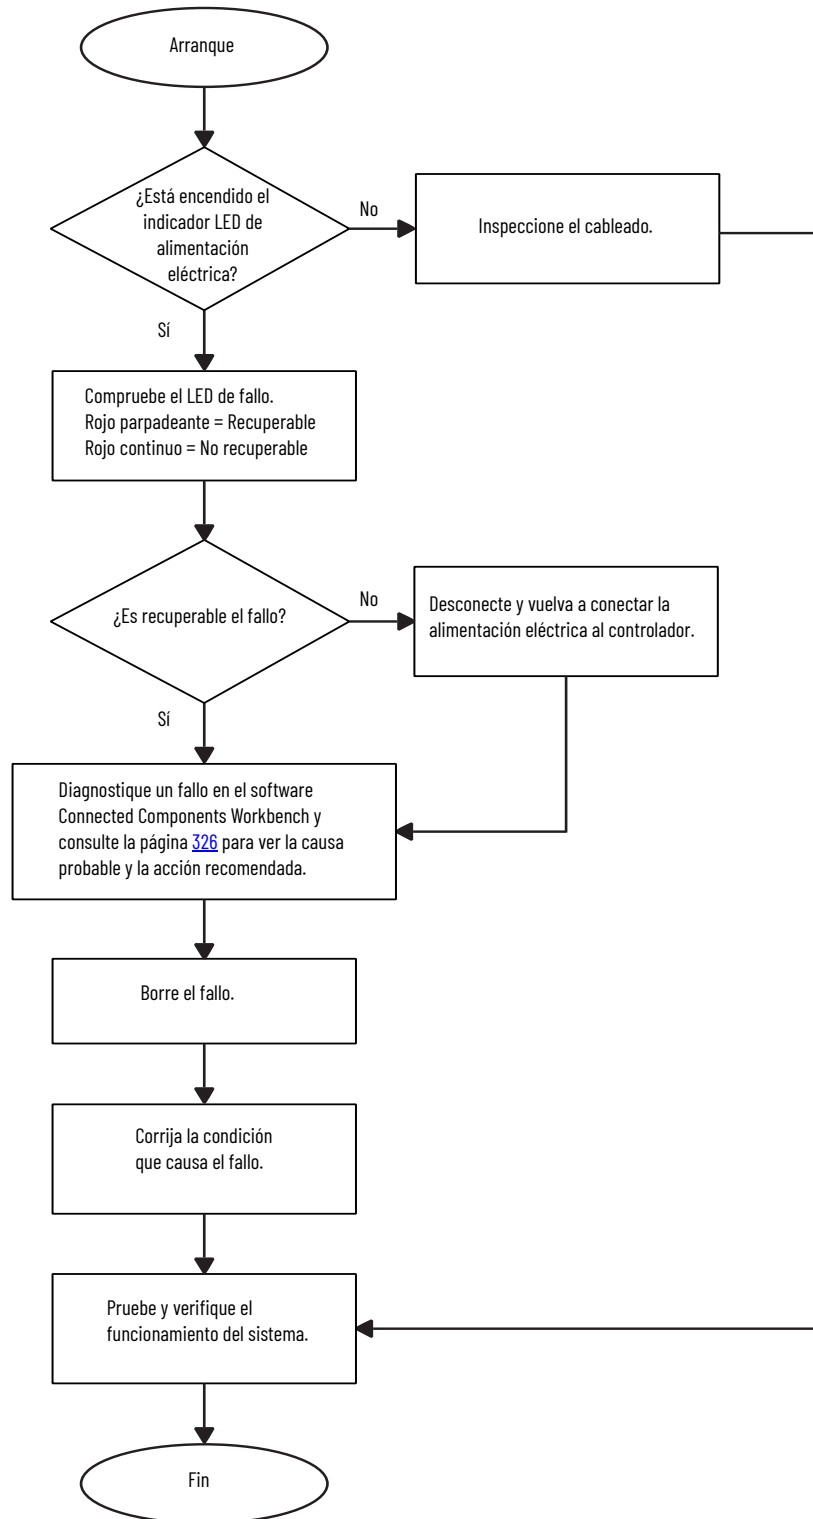 Arranque
¿Está encendido el
indicador LED de
alimentación
eléctrica?
No
Inspeccione el cableado.
Sí
Compruebe el LED de fallo.
Rojo parpadeante = Recuperable
Rojo continuo = No recuperable
¿Es recuperable el fallo?
No
Desconecte y vuelva a conectar la
alimentación eléctrica al controlador.
Sí
Diagnostique un fallo en el software
Connected Components Workbench y
consulte la página 326 para ver la causa
probable y la acción recomendada.
Borre el fallo.
Corrija la condición
que causa el fallo.
Pruebe y verifique el
funcionamiento del sistema.
Fin